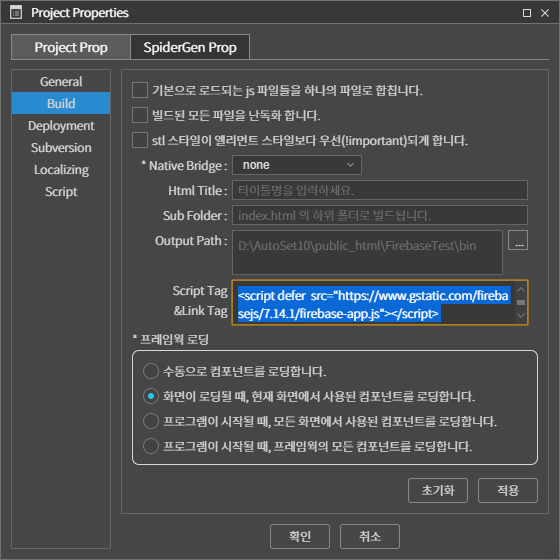 Project Properties
Project Prop
SpiderGen Prop
General
Build
Deployment
Subversion
Localizing
Script
기본으로 로드되는 js 파일들을 하나의 파일로 합칩니다.
빌드된 모든 파일을 난독화 합니다.
stl 스타일이 엘리먼트 스타일보다 우선(!important)되게 합니다.
* Native Bridge : none
Html Title : 타이틀명을 입력하세요.
Sub Folder : index.html 의 하위 폴더로 빌드됩니다.
Output Path : D:\AutoSet10\public_html\FirebaseTest\bin
...
Script Tag
&Link Tag
<script defer src="https://www.gstatic.com/fireba
sejs/7.14.1/firebase-app.js"></script>
* 프레임웍 로딩
수동으로 컴포넌트를 로딩합니다.
화면이 로딩될 때, 현재 화면에서 사용된 컴포넌트를 로딩합니다.
프로그램이 시작될 때, 모든 화면에서 사용된 컴포넌트를 로딩합니다.
프로그램이 시작될 때, 프레임웍의 모든 컴포넌트를 로딩합니다.
초기화
적용
확인
취소